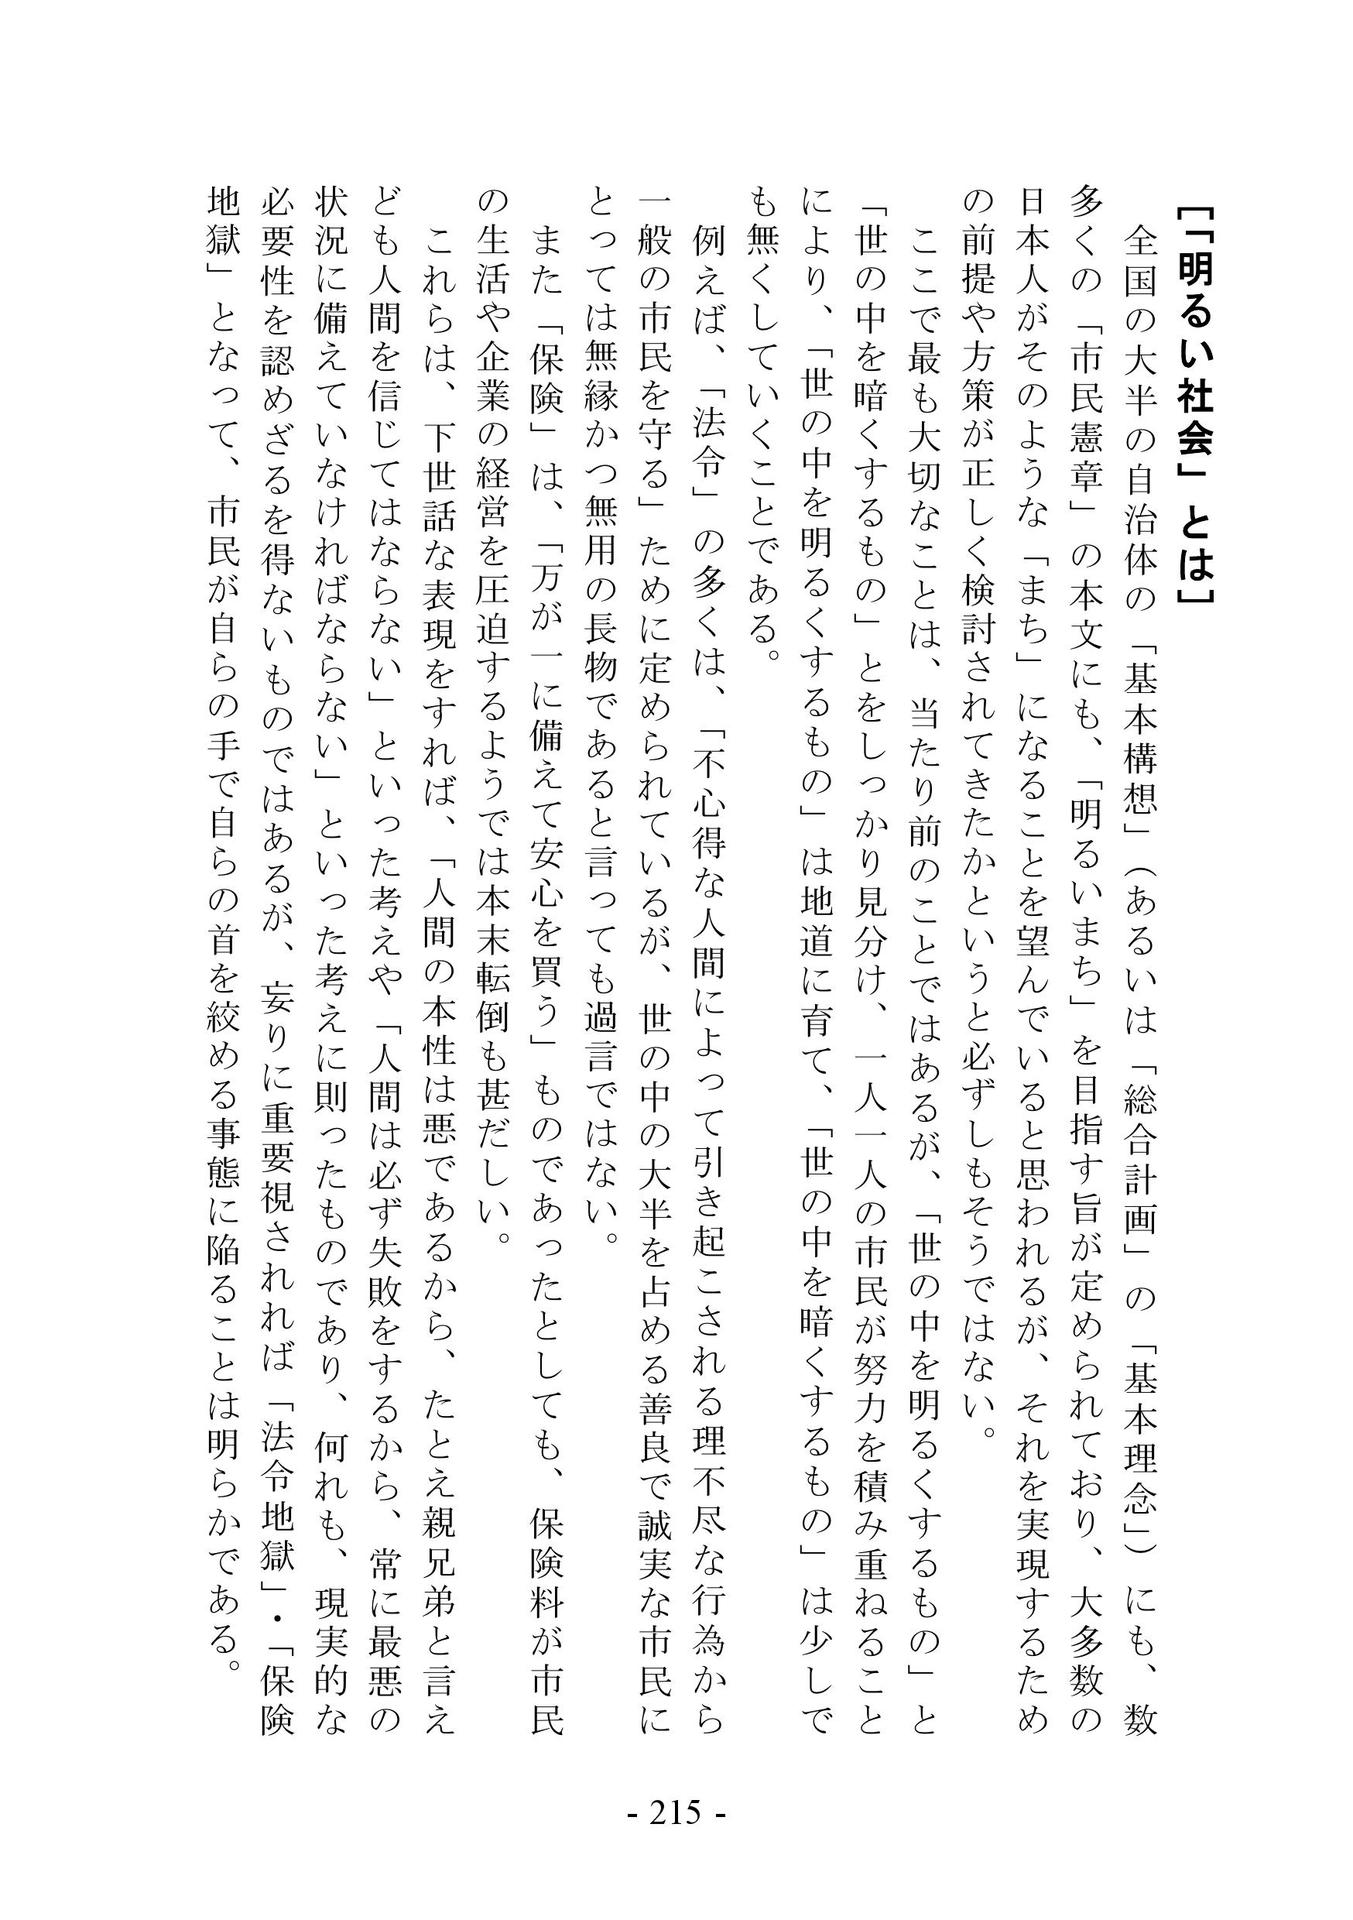 [「明るい社会」とは]
　全国の大半の自治体の「基本構想」（あるいは「総合計画」の「基本理念」）にも、数
多くの「市民憲章」の本文にも、「明るいまち」を目指す旨が定められており、大多数の
日本人がそのような「まち」になることを望んでいると思われるが、それを実現するため
の前提や方策が正しく検討されてきたかというと必ずしもそうではない。
　ここで最も大切なことは、当たり前のことではあるが、「世の中を明るくするもの」と
「世の中を暗くするもの」とをしっかり見分け、一人一人の市民が努力を積み重ねること
により、「世の中を明るくするもの」は地道に育て、「世の中を暗くするもの」は少しで
も無くしていくことである。
　例えば、「法令」の多くは、「不心得な人間によって引き起こされる理不尽な行為から
一般の市民を守る」ために定められているが、世の中の大半を占める善良で誠実な市民に
とっては無縁かつ無用の長物であると言っても過言ではない。
　また「保険」は、「万が一に備えて安心を買う」ものであったとしても、保険料が市民
の生活や企業の経営を圧迫するようでは本末転倒も甚だしい。
　これらは、下世話な表現をすれば、「人間の本性は悪であるから、たとえ親兄弟と言え
ども人間を信じてはならない」といった考えや「人間は必ず失敗をするから、常に最悪の
状況に備えていなければならない」といった考えに則ったものであり、何れも、現実的な
必要性を認めざるを得ないものではあるが、妄りに重要視されれば「法令地獄」・「保険
地獄」となって、市民が自らの手で自らの首を絞める事態に陥ることは明らかである。
- 215 -